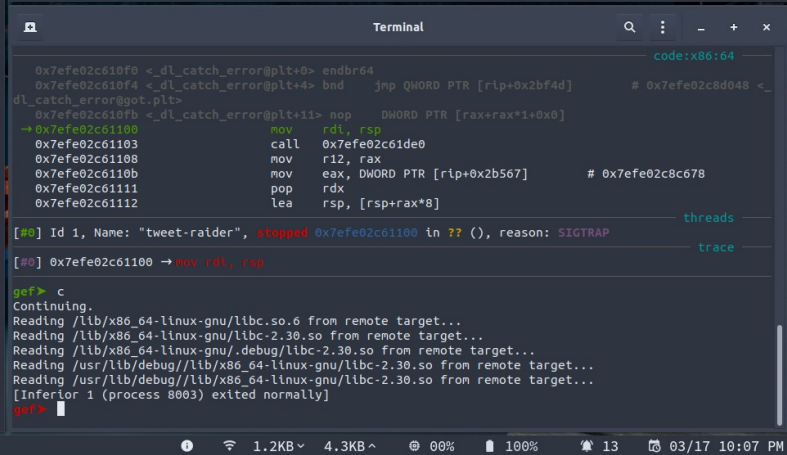 Terminal
code:x86:64
0x7efe02c610f0 <_dl_catch_error@plt+0> endbr64
0x7efe02c610f4 <_dl_catch_error@plt+4> bnd    jmp QWORD PTR [rip+0x2bf4d]        # 0x7efe02c8d048 <_
dl_catch_error@got.plt>
0x7efe02c610fb <_dl_catch_error@plt+11> nop    DWORD PTR [rax+rax*1+0x0]
→0x7efe02c61100                  mov    rdi, rsp
0x7efe02c61103                  call   0x7efe02c61de0
0x7efe02c61108                  mov    r12, rax
0x7efe02c6110b                  mov    eax, DWORD PTR [rip+0x2b567]        # 0x7efe02c8c678
0x7efe02c61111                  pop    rdx
0x7efe02c61112                  lea    rsp, [rsp+rax*8]
threads
[#0] Id 1, Name: "tweet-raider", stopped 0x7efe02c61100 in ?? (), reason: SIGTRAP
trace
[#0] 0x7efe02c61100 →mov rdi, rsp
gef➤ c
Continuing.
Reading /lib/x86_64-linux-gnu/libc.so.6 from remote target...
Reading /lib/x86_64-linux-gnu/libc-2.30.so from remote target...
Reading /lib/x86_64-linux-gnu/.debug/libc-2.30.so from remote target...
Reading /usr/lib/debug//lib/x86_64-linux-gnu/libc-2.30.so from remote target...
Reading /usr/lib/debug//lib/x86_64-linux-gnu/libc-2.30.so from remote target...
[Inferior 1 (process 8003) exited normally]
gef➤
1.2KB 4.3KB 00% 100% 13 03/17 10:07 PM